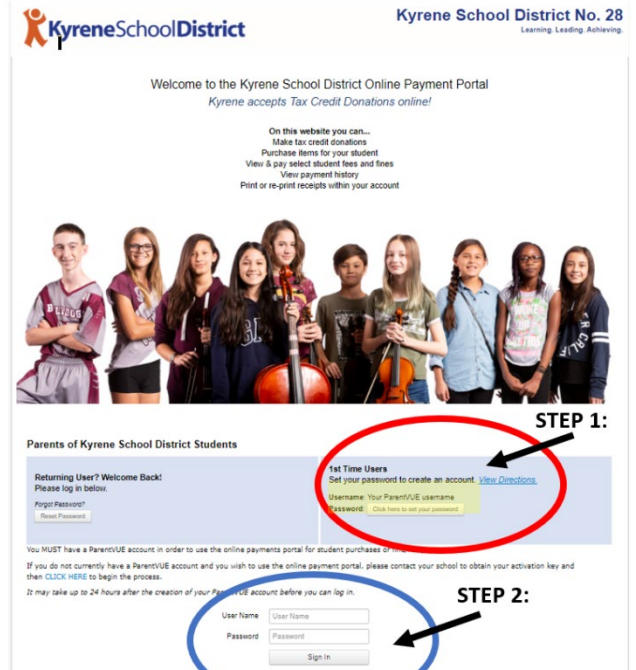 KyreneSchoolDistrict
Kyrene School District No. 28
Learning. Leading. Achieving.
Welcome to the Kyrene School District Online Payment Portal
Kyrene accepts Tax Credit Donations online!
On this website you can...
Make tax credit donations
Purchase items for your student
View & pay select student fees and fines
View payment history
Print or re-print receipts within your account
STEP 1:
Parents of Kyrene School District Students
Returning User? Welcome Back!
Please log in below.
Forgot Password?
Reset Password
1st Time Users
Set your password to create an account. View Directions.
Username: Your ParentVUE username
Password: Click here to set your password
You MUST have a ParentVUE account in order to use the online payments portal for student purchases or
If you do not currently have a ParentVUE account and you wish to use the online payment portal, please contact your school to obtain your activation key and
then CLICK HERE to begin the process.
It may take up to 24 hours after the creation of your ParentVUE account before you can log in.
STEP 2:
User Name User Name
Password Password
Sign In